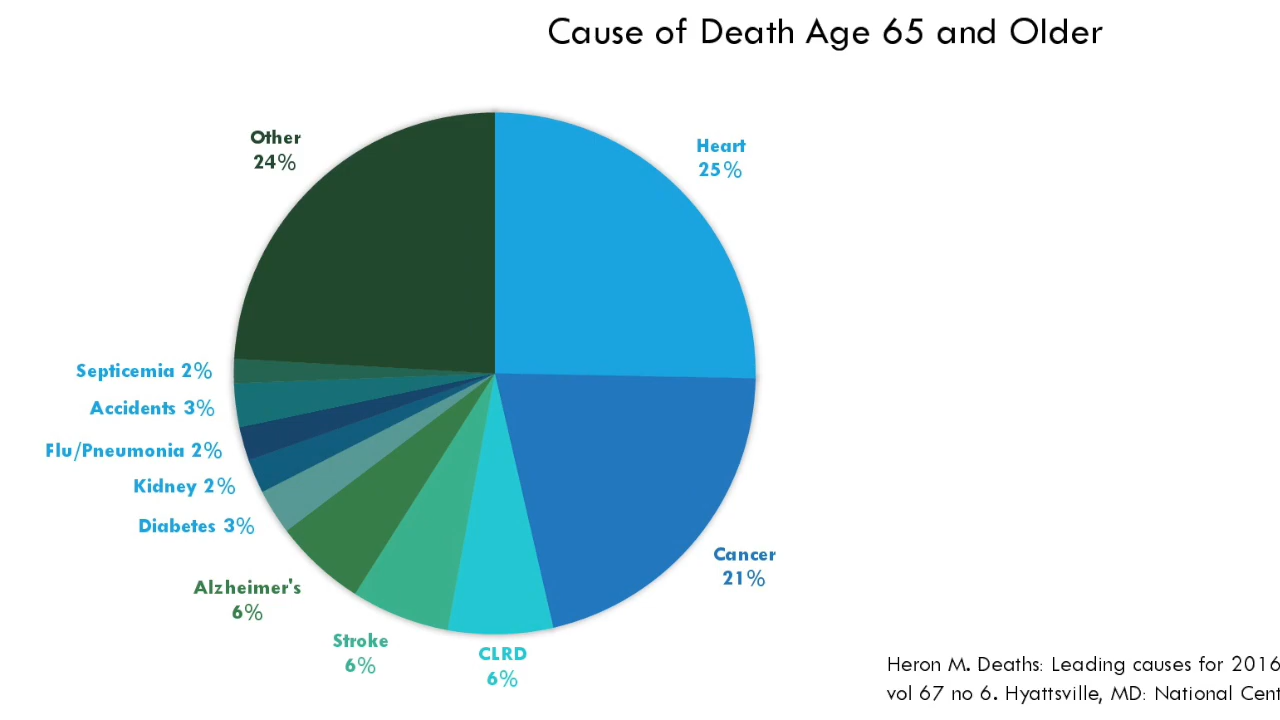 Cause of Death Age 65 and Older
Other
24%
Heart
25%
Septicemia 2%
Accidents 3%
Flu/Pneumonia 2%
Kidney 2%
Diabetes 3%
Cancer
21%
Alzheimer's
6%
Stroke
6%
CLRD
6%
Heron M. Deaths: Leading causes for 2016
vol 67 no 6. Hyattsville, MD: National Cent